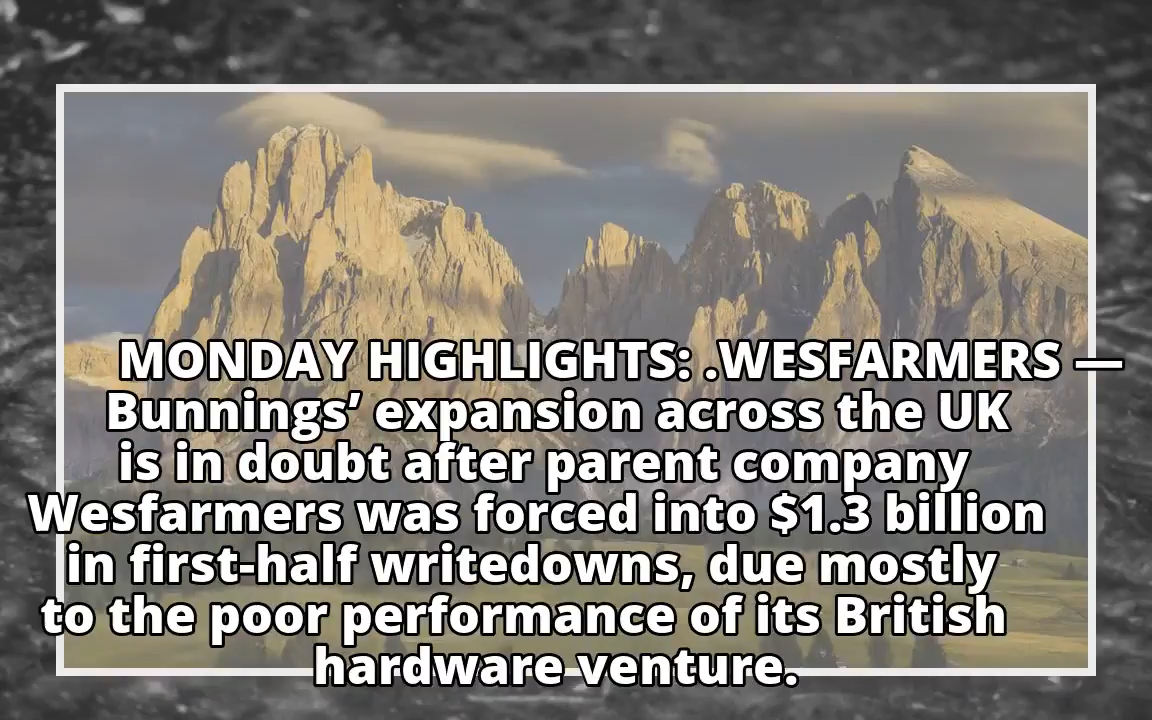 MONDAY HIGHLIGHTS: .WESFARMERS —
Bunnings’ expansion across the UK
is in doubt after parent company
Wesfarmers was forced into $1.3 billion
in first-half writedowns, due mostly
to the poor performance of its British
hardware venture.